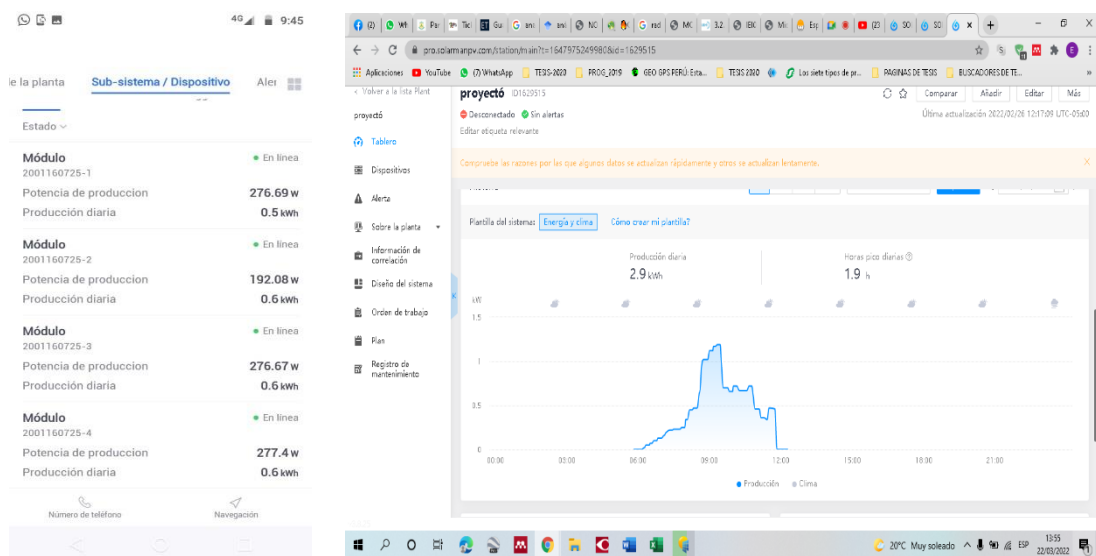 4G 9:45
e la planta Sub-sistema / Dispositivo Aler
Estado
Módulo En línea
2001160725-1
Potencia de produccion 276.69 w
Producción diaria 0.5 kWh
Módulo En línea
2001160725-2
Potencia de produccion 192.08 w
Producción diaria 0.6 kWh
Módulo En línea
2001160725-3
Potencia de produccion 276.67 w
Producción diaria 0.6 kWh
Módulo En línea
2001160725-4
Potencia de produccion 277.4 w
Producción diaria 0.6 kWh
Número de teléfono Navegación
pro.solarmanpv.com/station/main?t=1647975249980&id=1629515
Aplicaciones YouTube (7) WhatsApp TESIS-2020 PROG_2019 GEO GPS PERÚ: Esta... TESIS 2020 Los siete tipos de pr... PAGINAS DE TESIS BUSCADORES DE TE... »
< Volver a la lista Plant
proyectó
Tablero
Dispositivos
Alerta
Sobre la planta
Información de
correlación
Diseño del sistema
Orden de trabajo
Plan
Registro de
mantenimiento
proyectó ID1629515 Comparar Añadir Editar Más
Desconectado Sin alertas Última actualización 2022/02/26 12:17:09 UTC-05:00
Editar etiqueta relevante
Compruebe las razones por las que algunos datos se actualizan rápidamente y otros se actualizan lentamente. X
Plantilla del sistema: Energía y clima Cómo crear mi plantilla?
Producción diaria Horas pico diarias
2.9 kWh 1.9 h
kW
1.5
1
0.5
0
00:00 03:00 06:00 09:00 12:00 15:00 18:00 21:00
Producción Clima
20°C Muy soleado ESP 13:55
22/03/2022